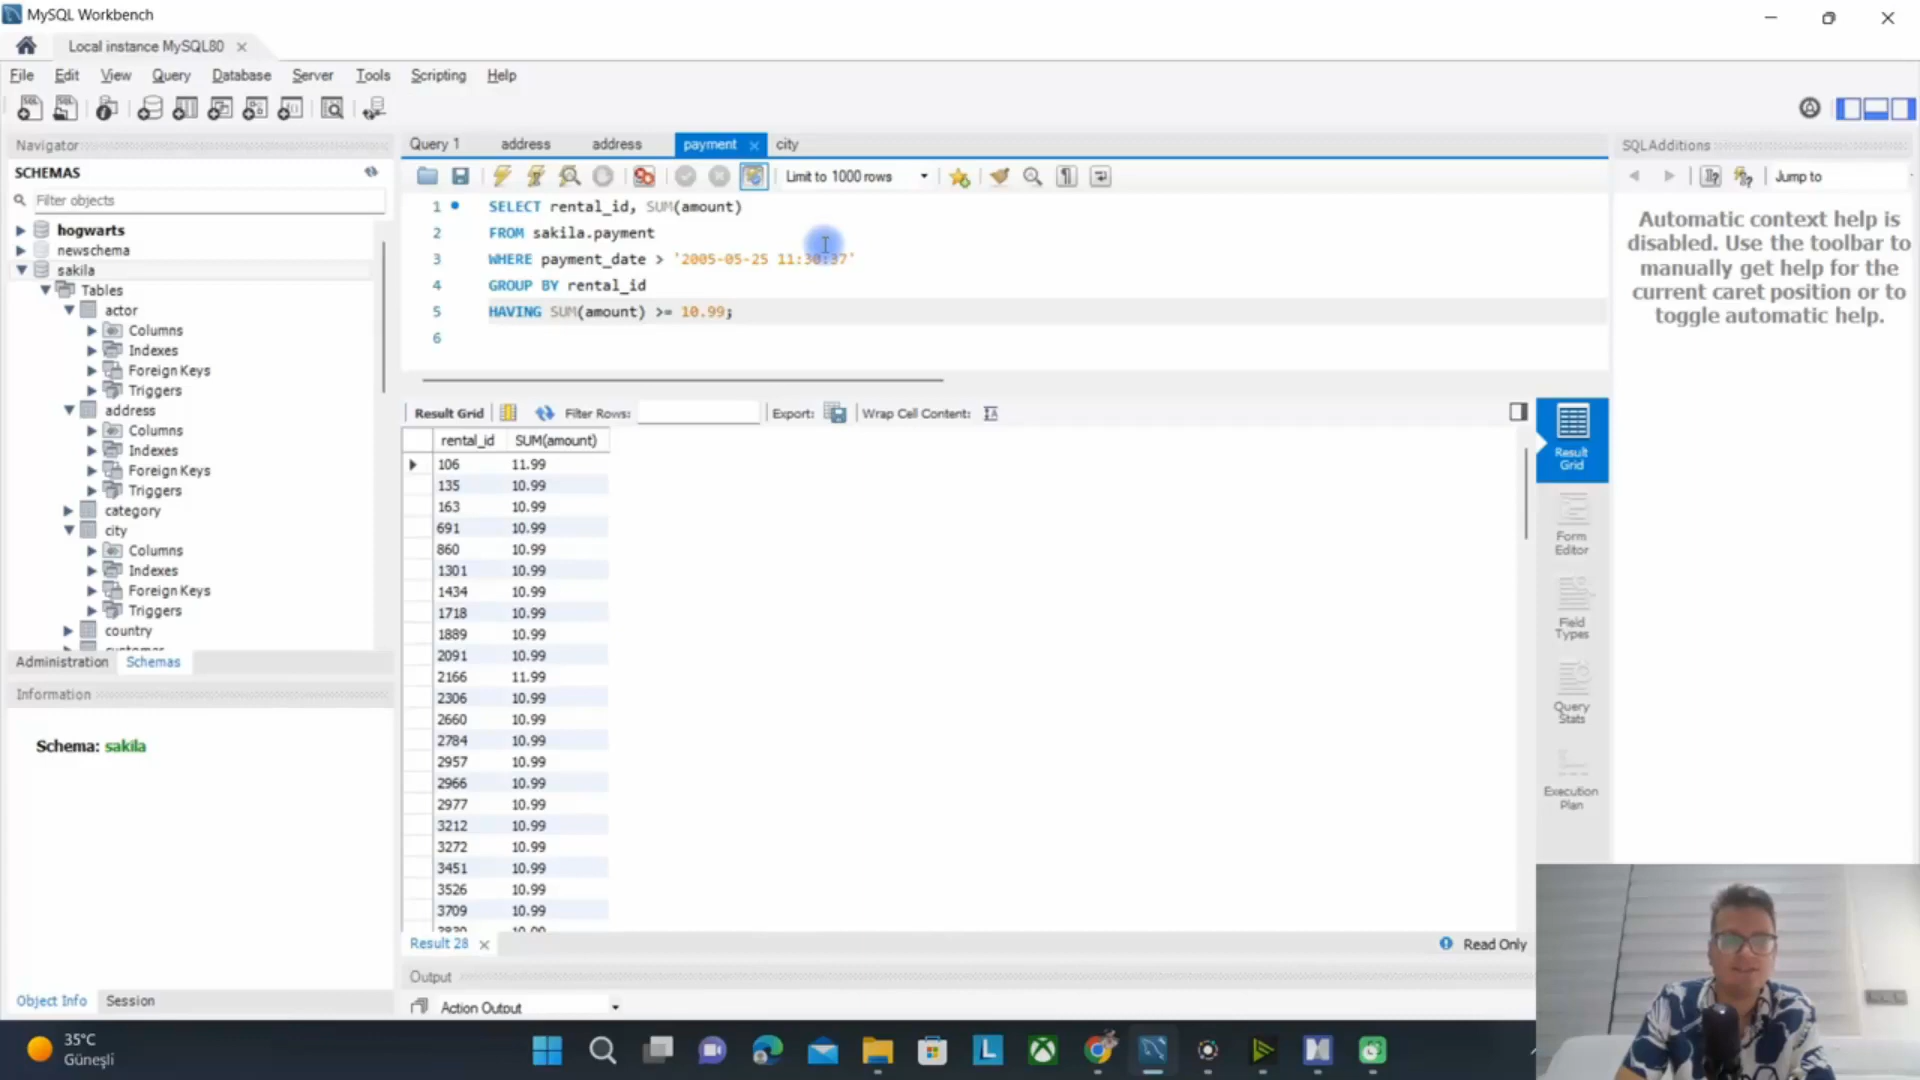 MySQL Workbench
Local instance MySQL80
File Edit View Query Database Server Tools Scripting Help
Navigator
SCHEMAS
Filter objects
hogwarts
newschema
sakila
Tables
actor
Columns
Indexes
Foreign Keys
Triggers
address
Columns
Indexes
Foreign Keys
Triggers
category
city
Columns
Indexes
Foreign Keys
Triggers
country
Administration Schemas
Information
Schema: sakila
Object Info Session
Query 1 address address payment city
Limit to 1000 rows
1 SELECT rental_id, SUM(amount)
2 FROM sakila.payment
3 WHERE payment_date > '2005-05-25 11:30:37'
4 GROUP BY rental_id
5 HAVING SUM(amount) >= 10.99;
6
Result Grid Filter Rows: Export: Wrap Cell Content:
rental_id SUM(amount)
106 11.99
135 10.99
163 10.99
691 10.99
860 10.99
1301 10.99
1434 10.99
1718 10.99
1889 10.99
2091 10.99
2166 11.99
2306 10.99
2660 10.99
2784 10.99
2957 10.99
2966 10.99
2977 10.99
3212 10.99
3272 10.99
3451 10.99
3526 10.99
3709 10.99
Result 28
Read Only
Output
Action Output
Result
Grid
Form
Editor
Field
Types
Query
Stats
Execution
Plan
SQLAdditions
Jump to
Automatic context help is
disabled. Use the toolbar to
manually get help for the
current caret position or to
toggle automatic help.
35°C
Güneşli